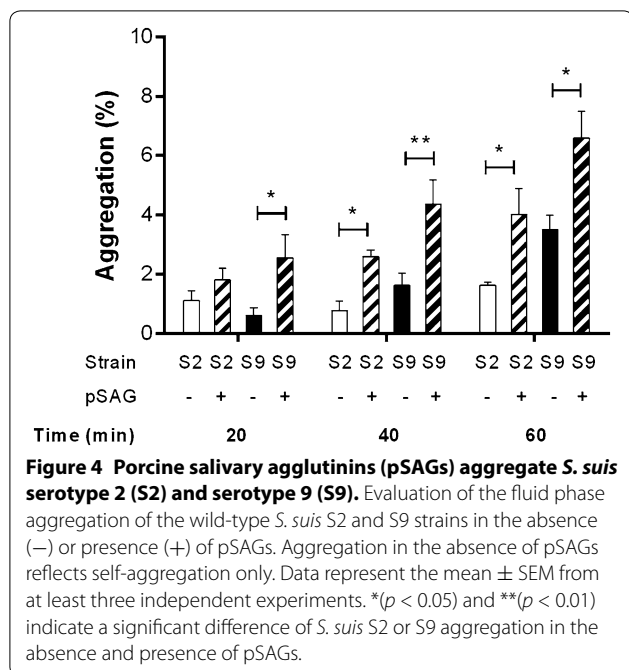 10
8
6
4
2
0
Aggregation (%)
* * ** * *
* 
Strain S2 S2 S9 S9 S2 S2 S9 S9 S2 S2 S9 S9
pSAG - + - + - + - + - + - +
Time (min) 20 40 60
Figure 4 Porcine salivary agglutinins (pSAGs) aggregate S. suis
serotype 2 (S2) and serotype 9 (S9). Evaluation of the fluid phase
aggregation of the wild-type S. suis S2 and S9 strains in the absence
(−) or presence (+) of pSAGs. Aggregation in the absence of pSAGs
reflects self-aggregation only. Data represent the mean ± SEM from
at least three independent experiments. *(p < 0.05) and **(p < 0.01)
indicate a significant difference of S. suis S2 or S9 aggregation in the
absence and presence of pSAGs.